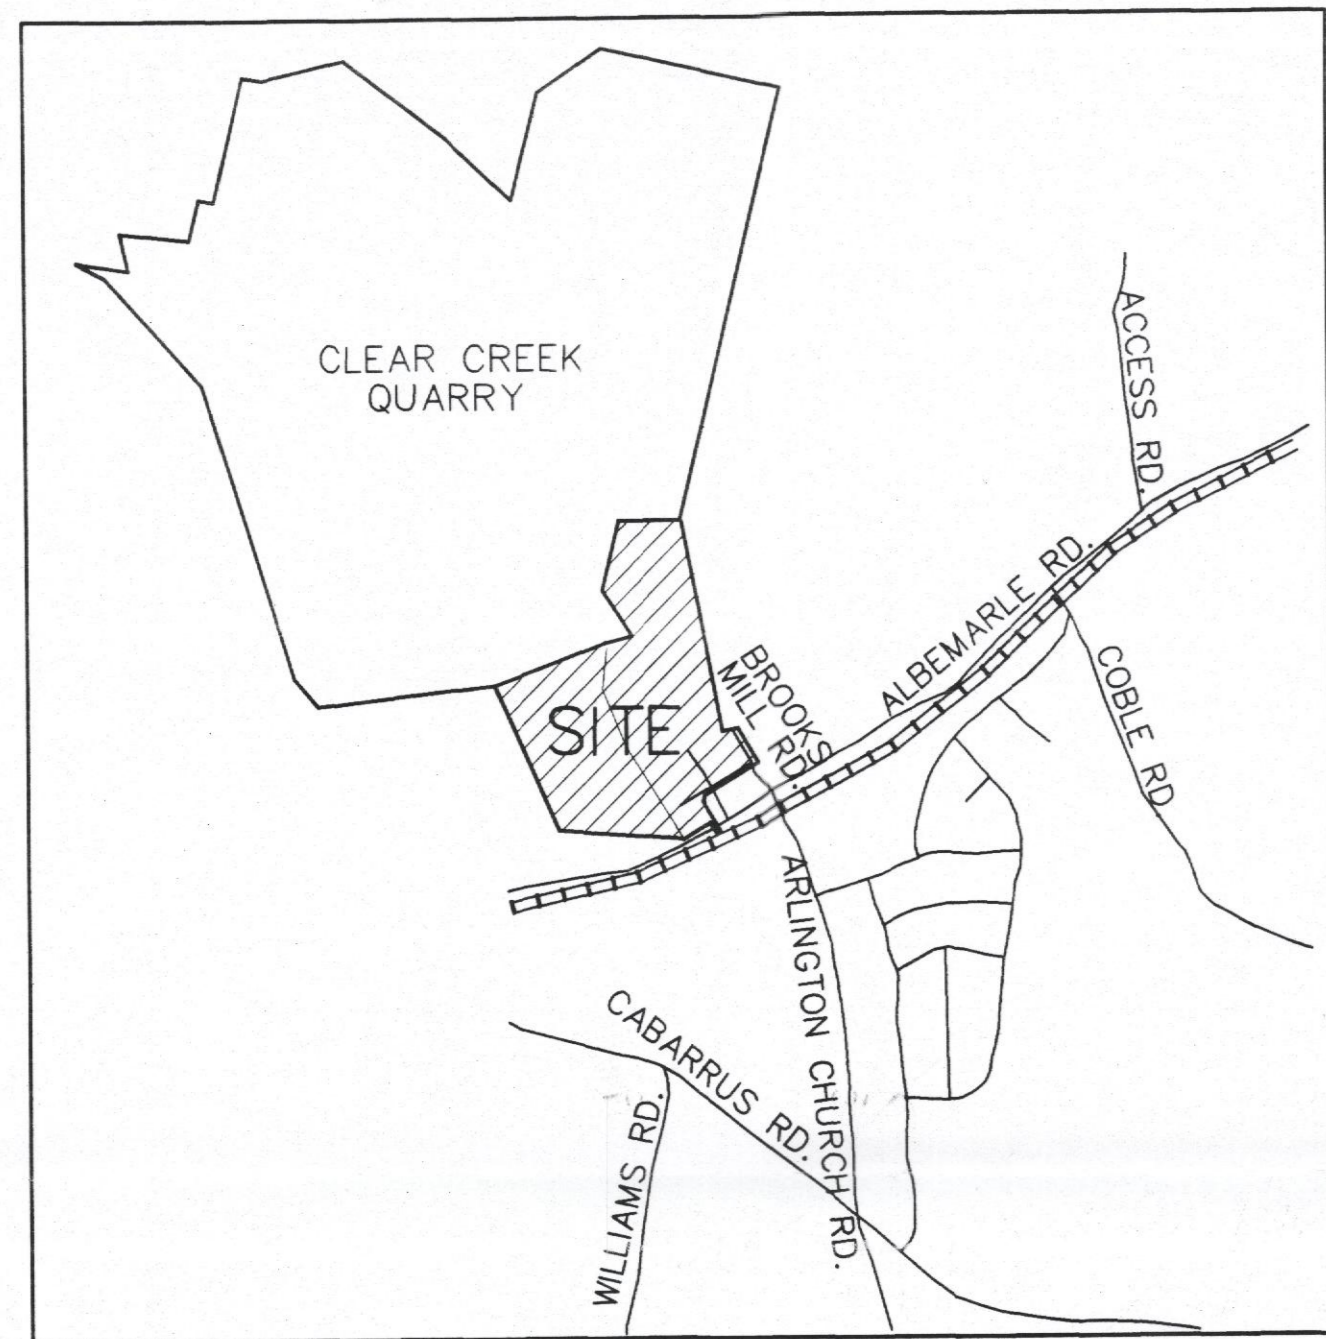 CLEAR CREEK
QUARRY
ACCESS RD.
ALBEMARLE RD.
BROOKS
MILL RD.
COBLE RD
SITE
ARLINGTON CHURCH RD.
CABARRUS RD.
WILLIAMS RD.